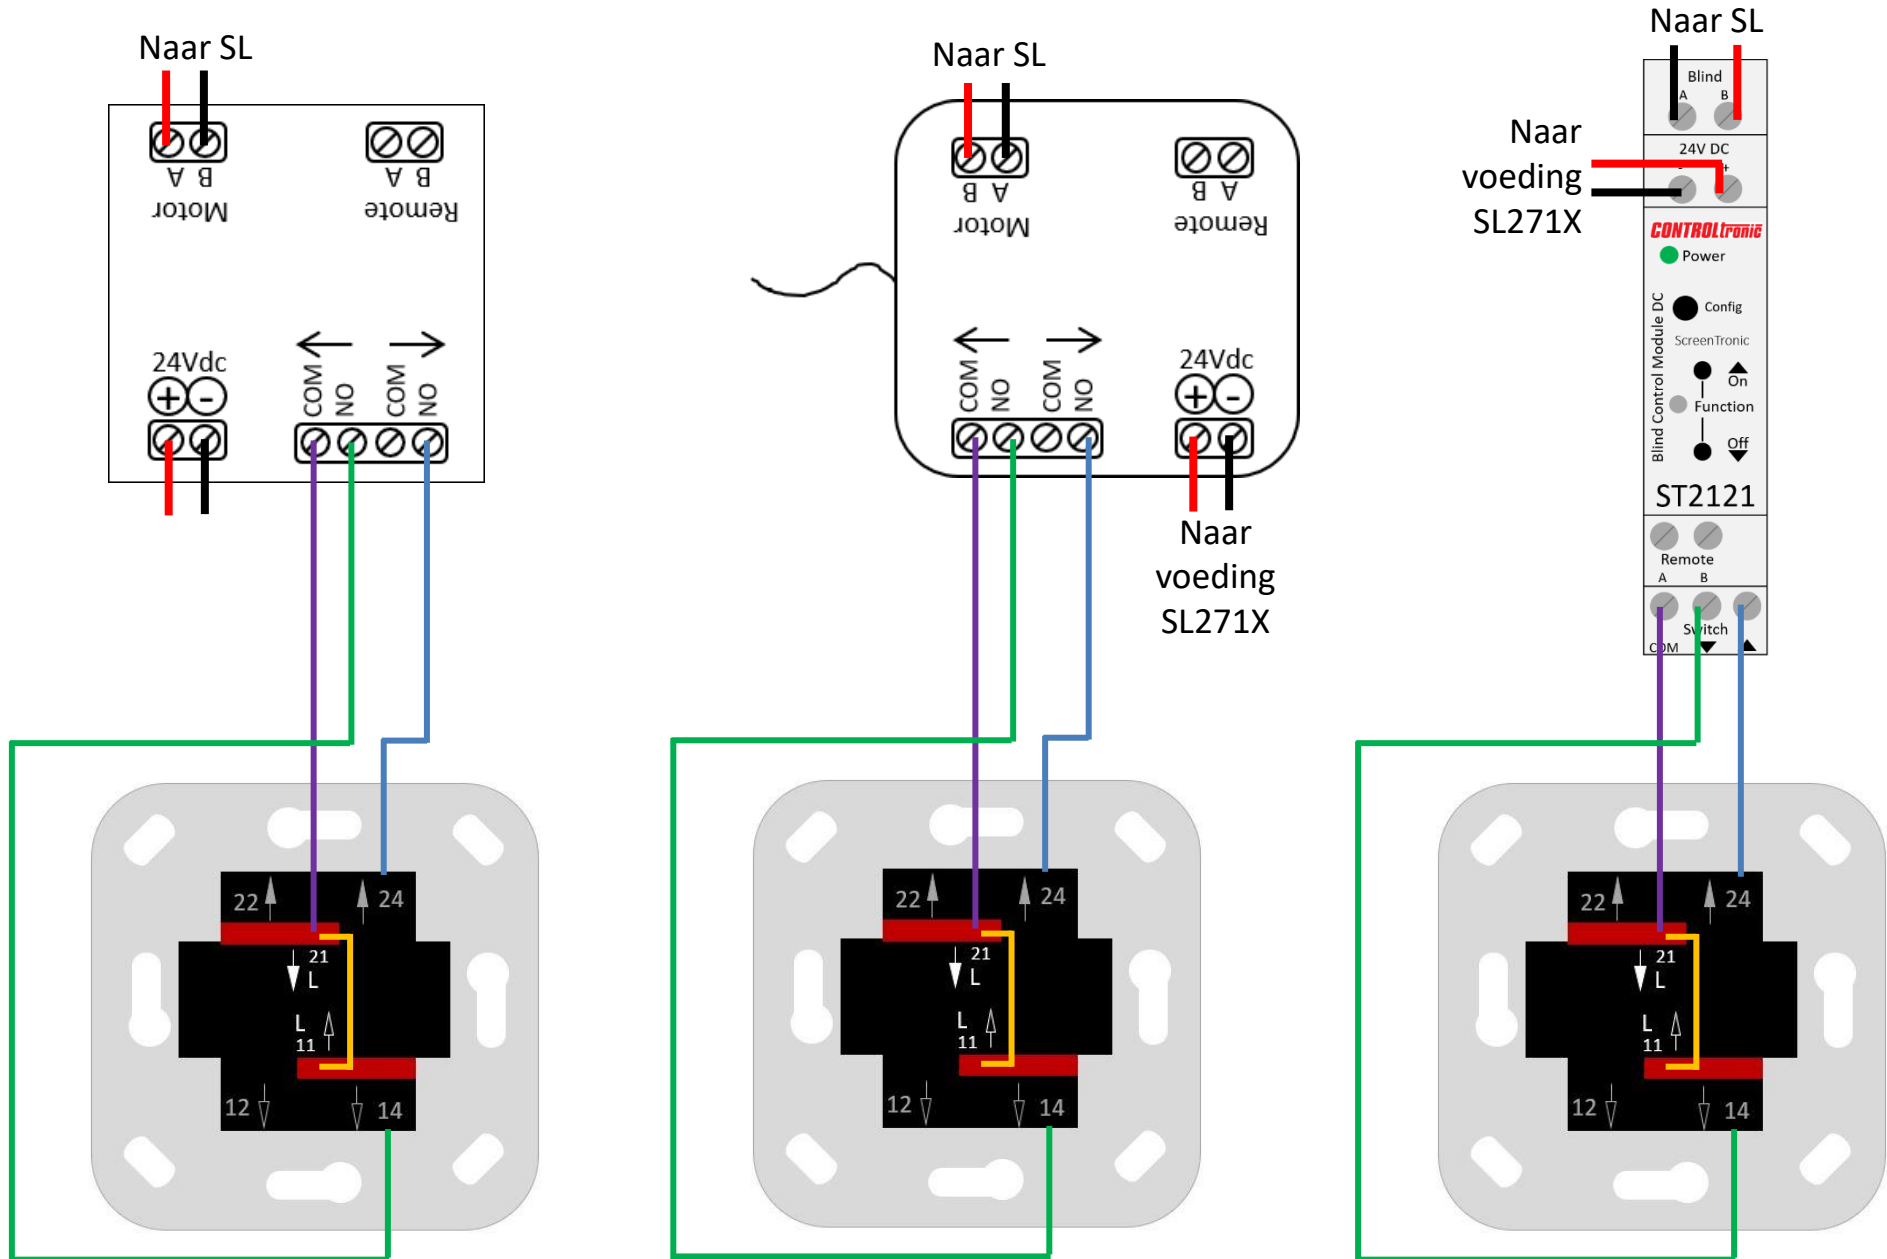 Naar SL
A B
Motor
A B
Remote
24Vdc
+ -
COM
NO
COM
NO
22
24
21
L
L
11
12
14
Naar SL
B A
Motor
B A
Remote
COM
NO
COM
NO
24Vdc
+ -
Naar
voeding
SL271X
22
24
21
L
L
11
12
14
Naar SL
Blind
A B
Naar
voeding
SL271X
24V DC
- +
CONTROLtronic
Power
Blind Control Module DC
Config
ScreenTronic
On
Function
Off
ST2121
Remote
A B
Switch
COM
22
24
21
L
L
11
12
14